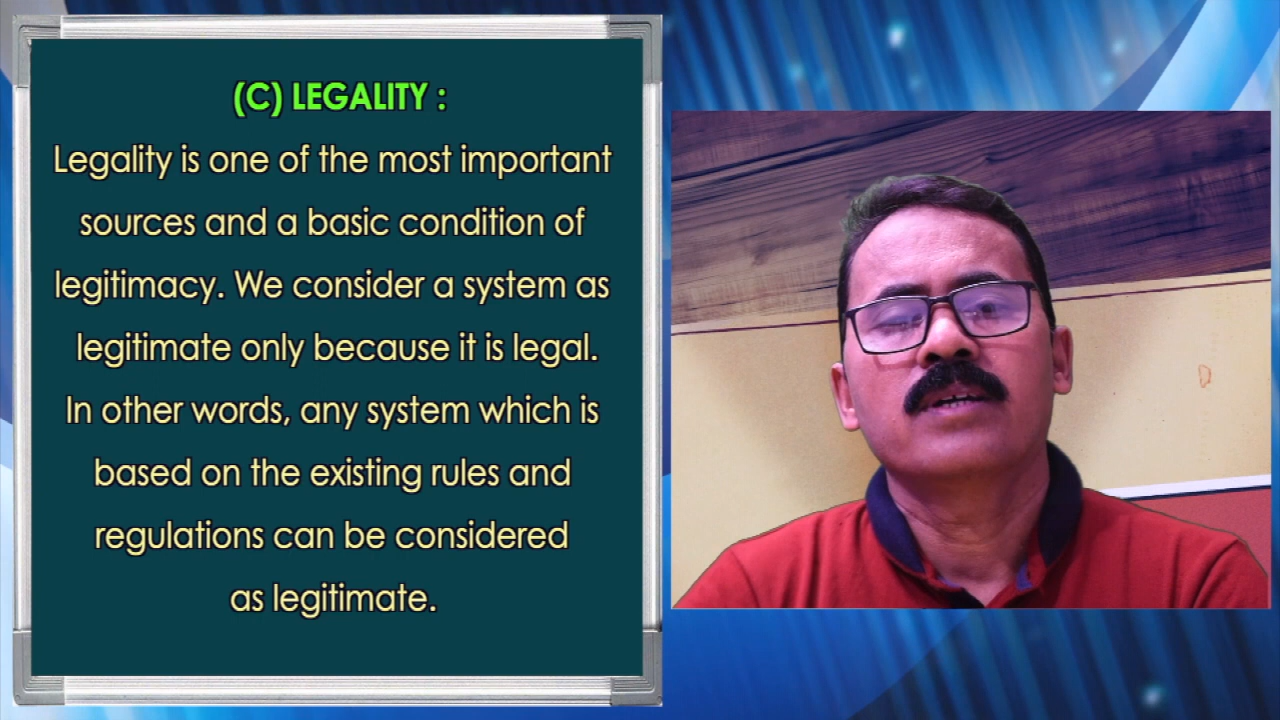 (C) LEGALITY :
Legality is one of the most important
sources and a basic condition of
legitimacy. We consider a system as
legitimate only because it is legal.
In other words, any system which is
based on the existing rules and
regulations can be considered
as legitimate.